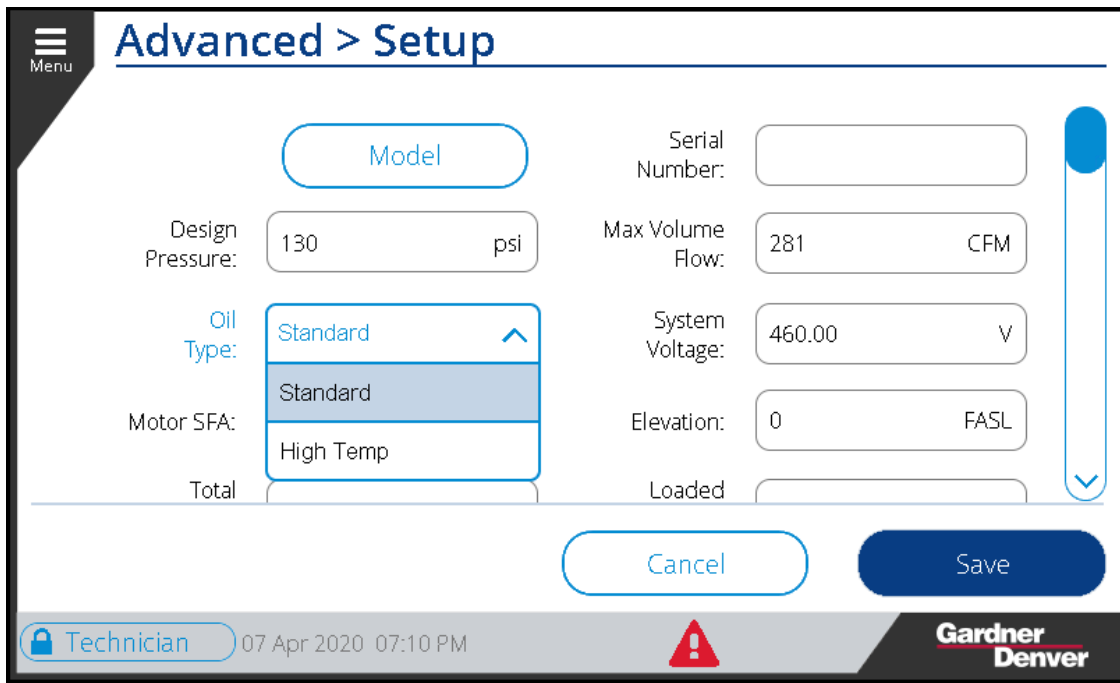 Menu
Advanced > Setup
Model
Serial
Number:
Design
Pressure:
130 psi
Max Volume
Flow:
281 CFM
Oil
Type:
Standard
Standard
High Temp
System
Voltage:
460.00 V
Motor SFA:
Elevation:
0 FASL
Total
Loaded
Cancel
Save
Technician
07 Apr 2020 07:10 PM
Gardner
Denver